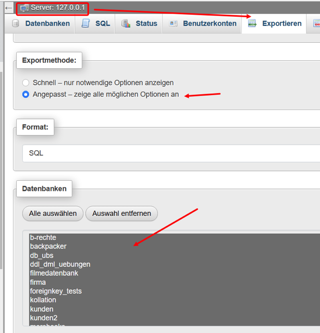 Server: 127.0.0.1
Datenbanken SQL Status Benutzerkonten Exportieren
Exportmethode:
Schnell – nur notwendige Optionen anzeigen
Angepasst – zeige alle möglichen Optionen an
Format:
SQL
Datenbanken
Alle auswählen Auswahl entfernen
b-rechte
backpacker
db_ubs
ddl_dml_uebungen
filmedatenbank
firma
foreignkey_tests
kollation
kunden
kunden2